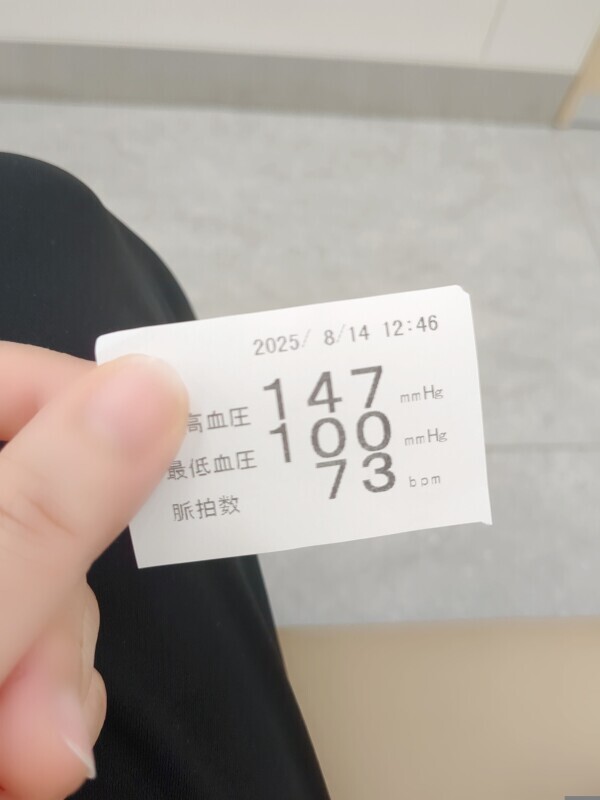 2025/ 8/14 12:46
高血圧 147 mmHg
最低血圧 100 mmHg
脈拍数 73 bpm